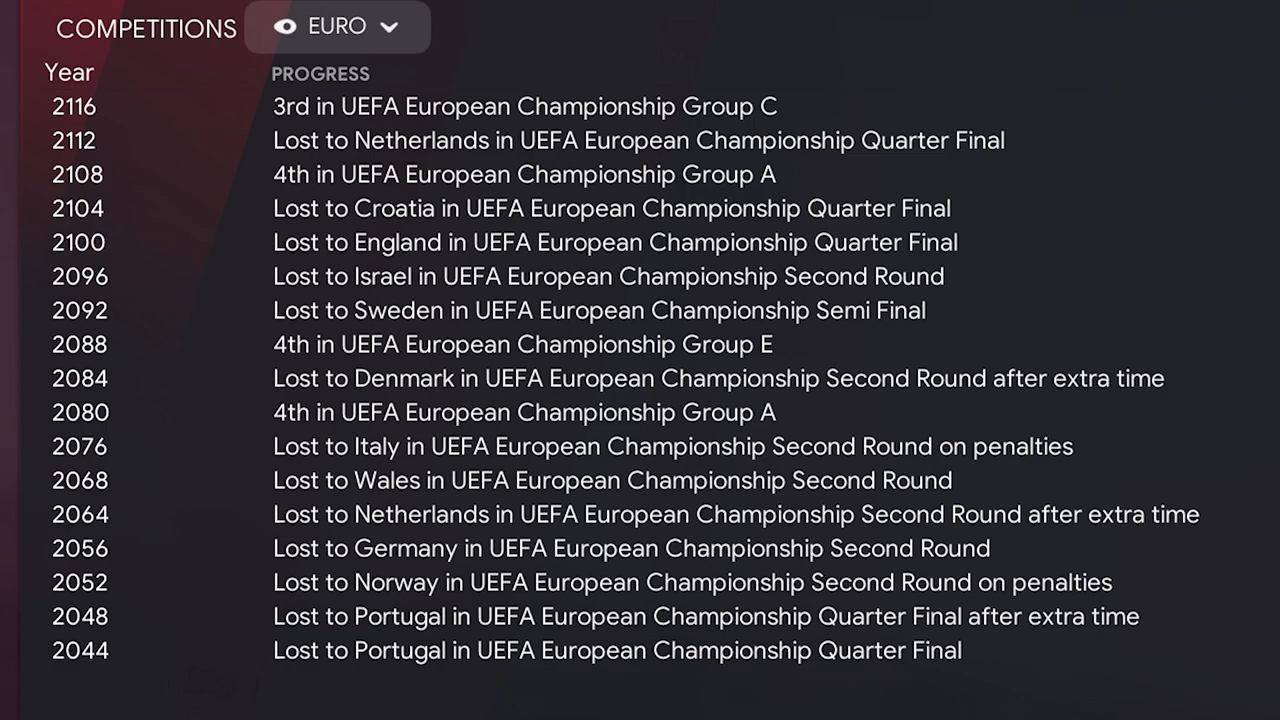 COMPETITIONS EURO
Year PROGRESS
2116 3rd in UEFA European Championship Group C
2112 Lost to Netherlands in UEFA European Championship Quarter Final
2108 4th in UEFA European Championship Group A
2104 Lost to Croatia in UEFA European Championship Quarter Final
2100 Lost to England in UEFA European Championship Quarter Final
2096 Lost to Israel in UEFA European Championship Second Round
2092 Lost to Sweden in UEFA European Championship Semi Final
2088 4th in UEFA European Championship Group E
2084 Lost to Denmark in UEFA European Championship Second Round after extra time
2080 4th in UEFA European Championship Group A
2076 Lost to Italy in UEFA European Championship Second Round on penalties
2068 Lost to Wales in UEFA European Championship Second Round
2064 Lost to Netherlands in UEFA European Championship Second Round after extra time
2056 Lost to Germany in UEFA European Championship Second Round
2052 Lost to Norway in UEFA European Championship Second Round on penalties
2048 Lost to Portugal in UEFA European Championship Quarter Final after extra time
2044 Lost to Portugal in UEFA European Championship Quarter Final